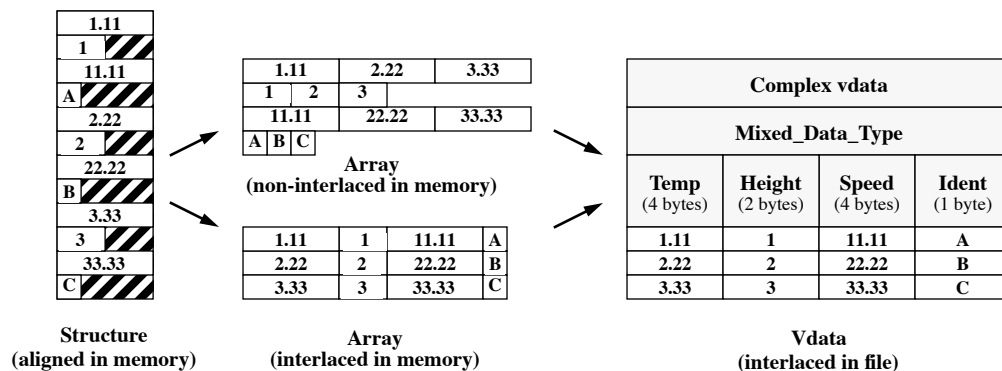 1.11
1
11.11
A
2.22
2
22.22
B
3.33
3
33.33
C
Structure
(aligned in memory)
1.11 2.22 3.33
1 2 3
11.11 22.22 33.33
A B C
Array
(non-interlaced in memory)
1.11 1 11.11 A
2.22 2 22.22 B
3.33 3 33.33 C
Array
(interlaced in memory)
Complex vdata
Mixed_Data_Type
Temp Height Speed Ident
(4 bytes) (2 bytes) (4 bytes) (1 byte)
1.11 1 11.11 A
2.22 2 22.22 B
3.33 3 33.33 C
Vdata
(interlaced in file)